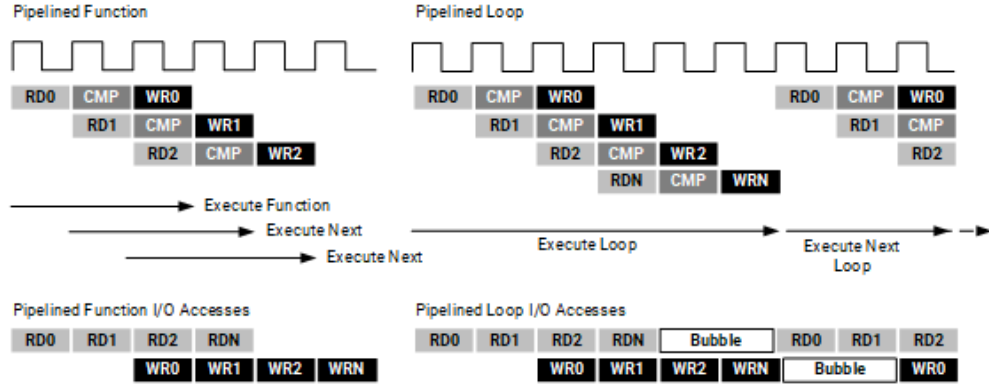 Pipelined Function
Pipelined Loop
RD0 CMP WR0
RD1 CMP WR1
RD2 CMP WR2
Execute Function
Execute Next
Execute Next
RD0 CMP WR0 RD0 CMP WR0
RD1 CMP WR1 RD1 CMP
RD2 CMP WR2 RD2
RDN CMP WRN
Execute Loop
Execute Next
Loop
Pipelined Function I/O Accesses
RD0 RD1 RD2 RDN
WR0 WR1 WR2 WRN
Pipelined Loop I/O Accesses
RD0 RD1 RD2 RDN Bubble RD0 RD1 RD2
WR0 WR1 WR2 WRN Bubble WR0